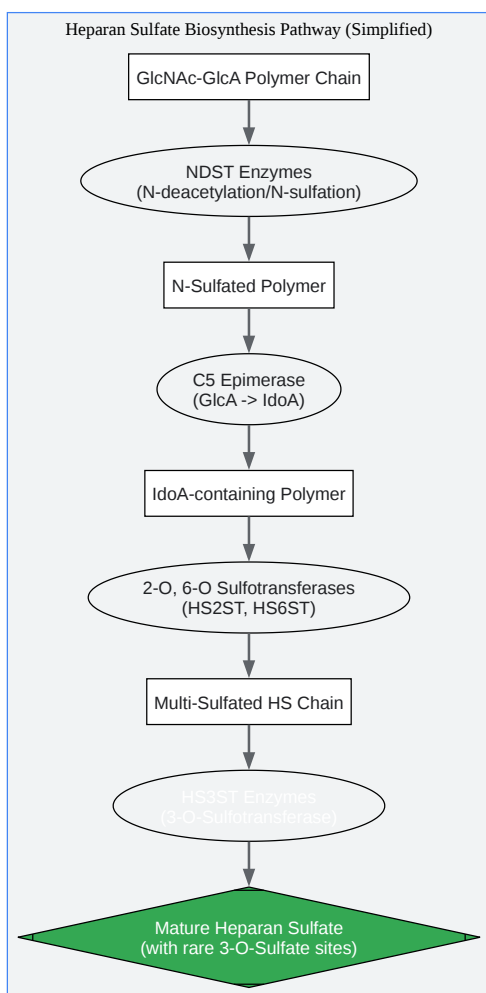 Heparan Sulfate Biosynthesis Pathway (Simplified)
GlcNAc-GlcA Polymer Chain
NDST Enzymes
(N-deacetylation/N-sulfation)
N-Sulfated Polymer
C5 Epimerase
(GlcA -> IdoA)
IdoA-containing Polymer
2-O, 6-O Sulfotransferases
(HS2ST, HS6ST)
Multi-Sulfated HS Chain
HS3ST Enzymes
(3-O-Sulfotransferase)
Mature Heparan Sulfate
(with rare 3-O-Sulfate sites)